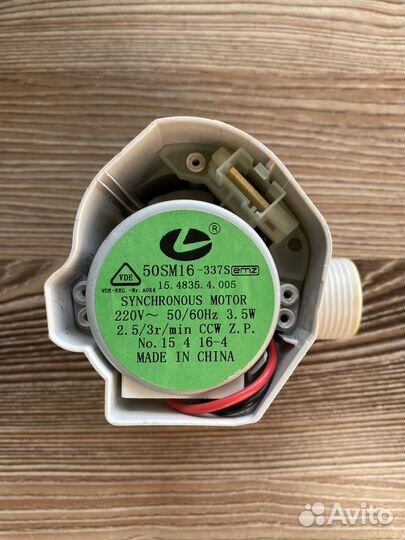 ®
VDE
50SM16-337S emz
VDE-REG.-Nr.A064 15.4835.4.005
SYNCHRONOUS MOTOR
220V~ 50/60Hz 3.5W
2.5/3r/min CCW Z.P.
No.15 4 16-4
MADE IN CHINA
Avito